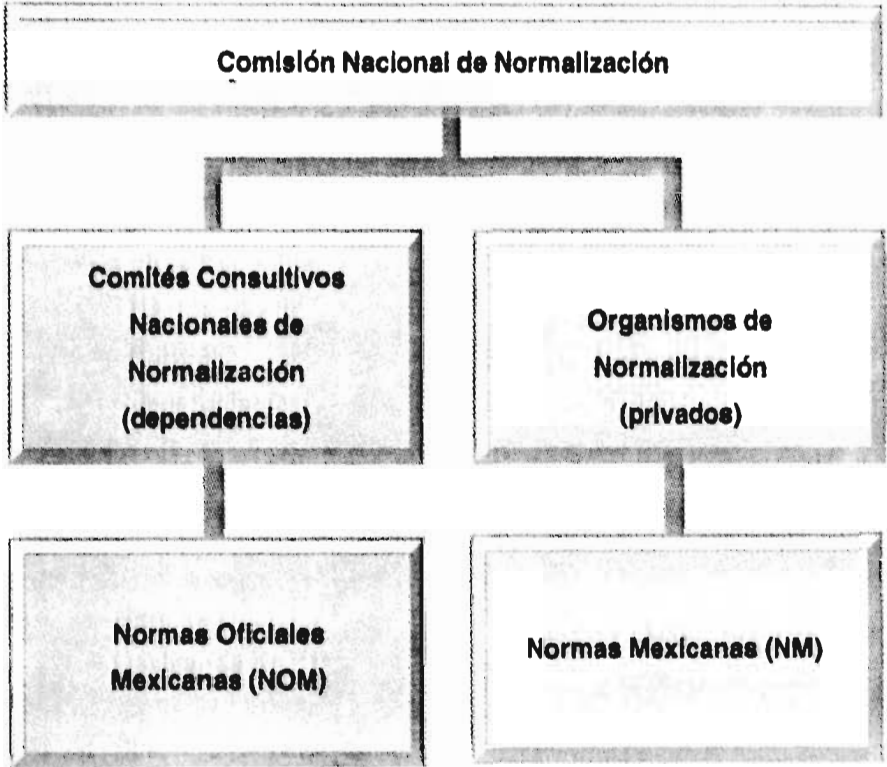 Comisión Nacional de Normalización
Comités Consultivos
Nacionales de
Normalización
(dependencias)
Organismos de
Normalización
(privados)
Normas Oficiales
Mexicanas (NOM)
Normas Mexicanas (NM)